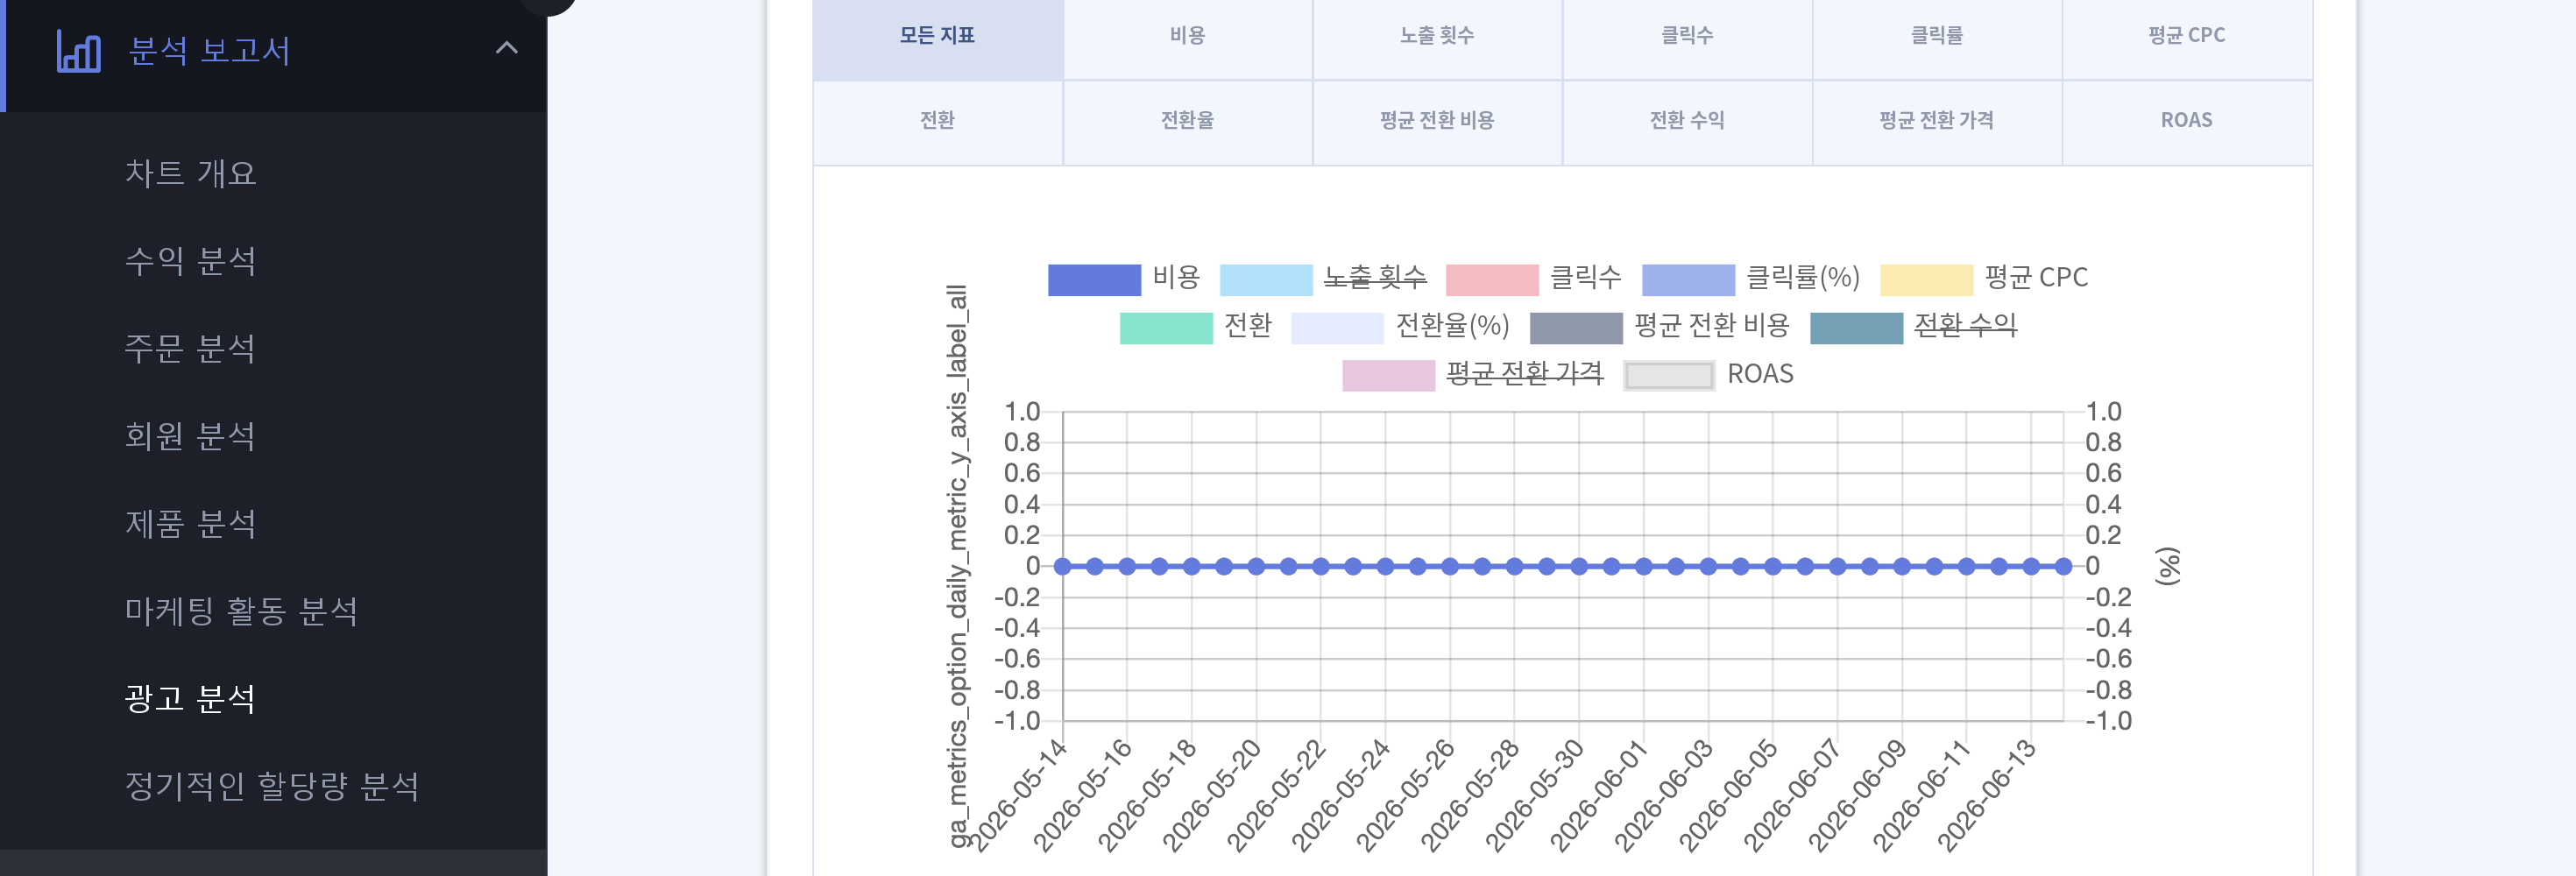 분석 보고서
차트 개요
수익 분석
주문 분석
회원 분석
제품 분석
마케팅 활동 분석
광고 분석
정기적인 할당량 분석
모든 지표 비용 노출 횟수 클릭수 클릭률 평균 CPC
전환 전환율 평균 전환 비용 전환 수익 평균 전환 가격 ROAS
비용 노출 횟수 클릭수 클릭률(%) 평균 CPC
전환 전환율(%) 평균 전환 비용 전환 수익
평균 전환 가격 ROAS
ga_metrics_option_daily_metric_y_axis_label_all
1.0 1.0
0.8 0.8
0.6 0.6
0.4 0.4
0.2 0.2
0 0
-0.2 -0.2
-0.4 -0.4
-0.6 -0.6
-0.8 -0.8
-1.0 -1.0
(%)
2026-05-14 2026-05-16 2026-05-18 2026-05-20 2026-05-22 2026-05-24 2026-05-26 2026-05-28 2026-05-30 2026-06-01 2026-06-03 2026-06-05 2026-06-07 2026-06-09 2026-06-11 2026-06-13